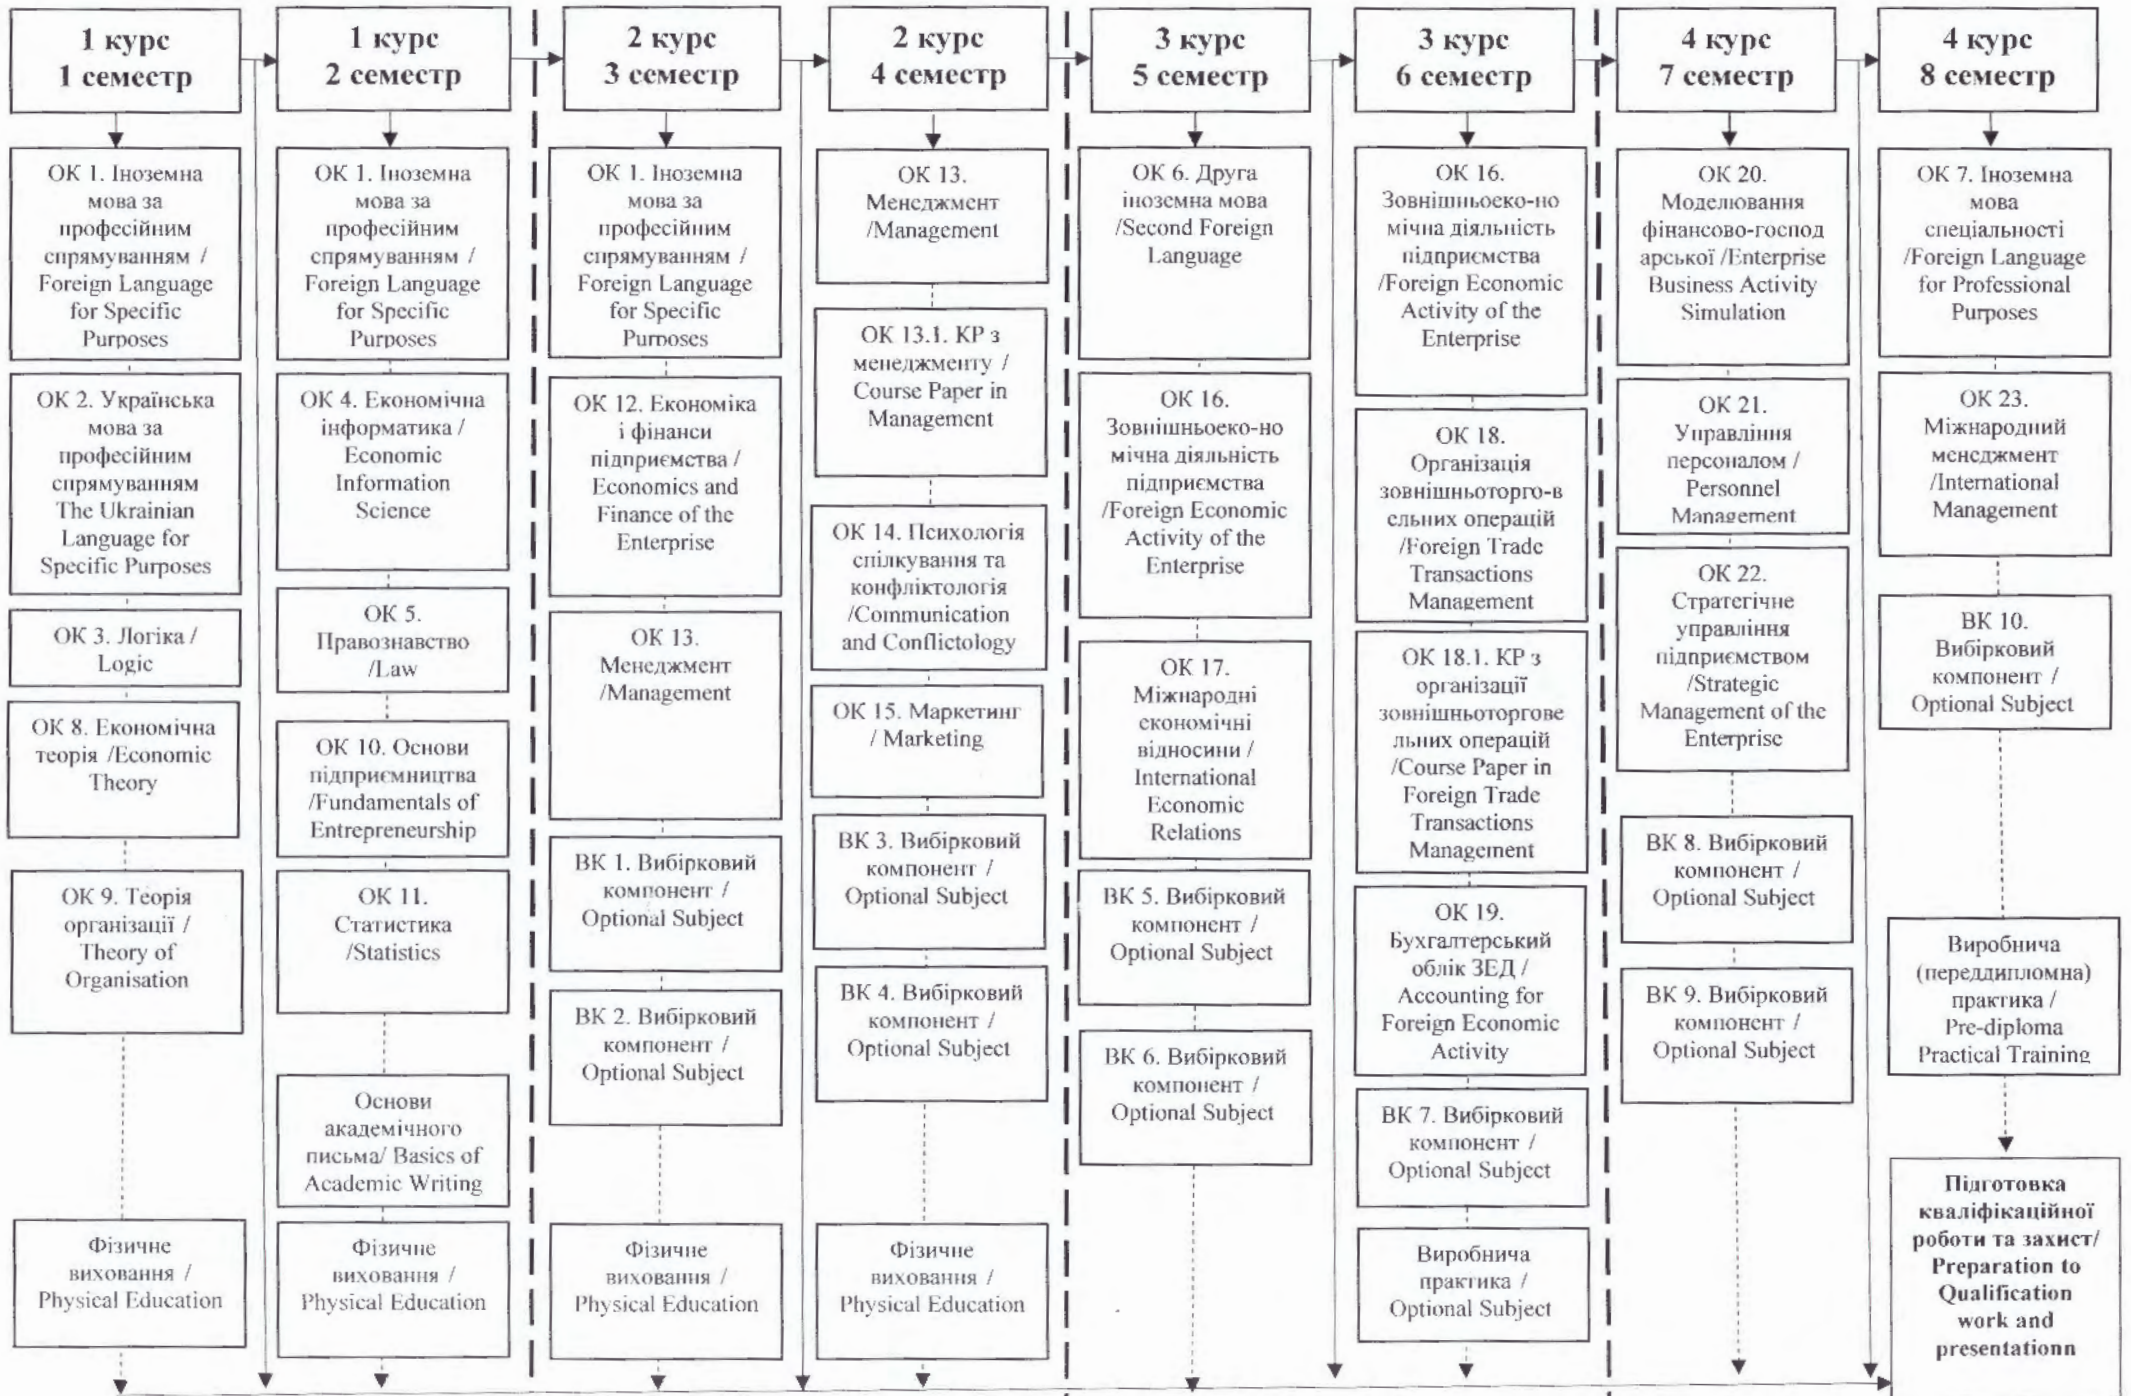 1 курс
1 семестр
1 курс
2 семестр
2 курс
3 семестр
2 курс
4 семестр
3 курс
5 семестр
3 курс
6 семестр
4 курс
7 семестр
4 курс
8 семестр
ОК 1. Іноземна
мова за
професійним
спрямуванням /
Foreign Language
for Specific
Purposes
ОК 2. Українська
мова за
професійним
спрямуванням
The Ukrainian
Language for
Specific Purposes
ОК 3. Логіка /
Logic
ОК 8. Економічна
теорія /Economic
Theory
ОК 9. Теорія
організації /
Theory of
Organisation
Фізичне
виховання /
Physical Education
ОК 1. Іноземна
мова за
професійним
спрямуванням /
Foreign Language
for Specific
Purposes
ОК 4. Економічна
інформатика /
Economic
Information
Science
ОК 5.
Правознавство
/Law
ОК 10. Основи
підприємництва
/Fundamentals of
Entrepreneurship
ОК 11.
Статистика
/Statistics
Основи
академічного
письма/ Basics of
Academic Writing
Фізичне
виховання /
Physical Education
ОК 1. Іноземна
мова за
професійним
спрямуванням /
Foreign Language
for Specific
Purposes
ОК 12. Економіка
і фінанси
підприємства /
Economics and
Finance of the
Enterprise
ОК 13.
Менеджмент
/Management
ВК 1. Вибірковий
компонент /
Optional Subject
ВК 2. Вибірковий
компонент /
Optional Subject
Фізичне
виховання /
Physical Education
ОК 13.
Менеджмент
/Management
ОК 13.1. КР з
менеджменту /
Course Paper in
Management
ОК 14. Психологія
спілкування та
конфліктологія
/Communication
and Conflictology
ОК 15. Маркетинг
/ Marketing
ВК 3. Вибірковий
компонент /
Optional Subject
ВК 4. Вибірковий
компонент /
Optional Subject
Фізичне
виховання /
Physical Education
ОК 6. Друга
іноземна мова
/Second Foreign
Language
ОК 16.
Зовнішньоеко-но
мічна діяльність
підприємства
/Foreign Economic
Activity of the
Enterprise
ОК 17.
Міжнародні
економічні
відносини /
International
Economic
Relations
ВК 5. Вибірковий
компонент /
Optional Subject
ВК 6. Вибірковий
компонент /
Optional Subject
ОК 16.
Зовнішньоеко-но
мічна діяльність
підприємства
/Foreign Economic
Activity of the
Enterprise
ОК 18.
Організація
зовнішньоторго-в
ельних операцій
/Foreign Trade
Transactions
Management
ОК 18.1. КР з
організації
зовнішньоторгове
льних операцій
/Course Paper in
Foreign Trade
Transactions
Management
ОК 19.
Бухгалтерський
облік ЗЕД /
Accounting for
Foreign Economic
Activity
ВК 7. Вибірковий
компонент /
Optional Subject
Виробнича
практика /
Optional Subject
ОК 20.
Моделювання
фінансово-господ
арської /Enterprise
Business Activity
Simulation
ОК 21.
Управління
персоналом /
Personnel
Management
ОК 22.
Стратегічне
управління
підприємством
/Strategic
Management of the
Enterprise
ВК 8. Вибірковий
компонент /
Optional Subject
ВК 9. Вибірковий
компонент /
Optional Subject
ОК 7. Іноземна
мова
спеціальності
/Foreign Language
for Professional
Purposes
ОК 23.
Міжнародний
менеджмент
/International
Management
ВК 10.
Вибірковий
компонент /
Optional Subject
Виробнича
(переддипломна)
практика /
Pre-diploma
Practical Training
Підготовка
кваліфікаційної
роботи та захист/
Preparation to
Qualification
work and
presentationn